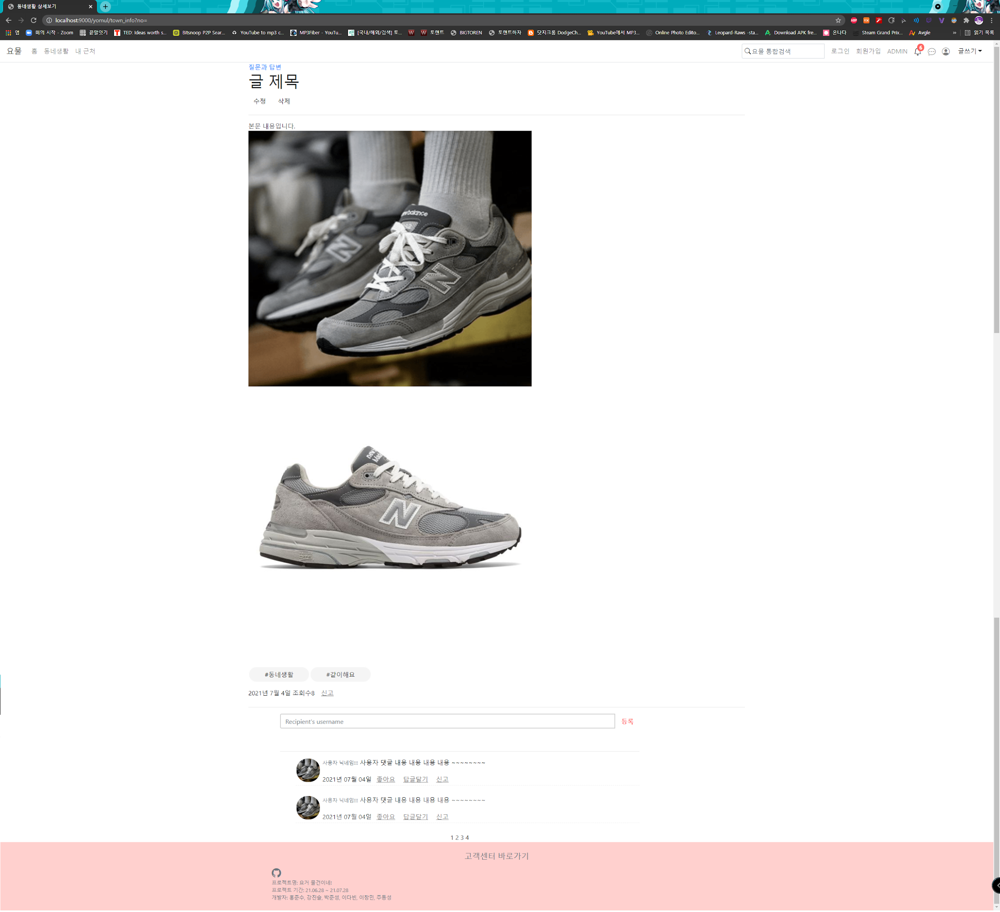 동네생활 상세보기
localhost:9000/yomul/town_info?no=
앱 회의 시작 - Zoom 끝말잇기 TED: Ideas worth s... Bitsnoop P2P Sear... YouTube to mp3 c... MP3Fiber - YouTu... [국내/해외/검색] 토... 토렌트 BIGTOREN 토렌트하자 닷지크롬 DodgeCh... YouTube에서 MP3... Online Photo Edito... Leopard-Raws -sta... Download APK fre... 온나다 Steam Grand Prix... Avgle » 읽기 목록
요물 홈 동네생활 내 근처 요물 통합검색 로그인 회원가입 ADMIN 6 글쓰기
질문과 답변
글 제목
수정 삭제
본문 내용입니다.
new balance
N
N
N
#동네생활 #같이해요
2021년 7월 4일 조회수8 신고
Recipient's username 등록
사용자 닉네임!!! 사용자 댓글 내용 내용 내용 내용 ~~~~~~~~
2021년 07월 04일 좋아요 답글달기 신고
사용자 닉네임!!! 사용자 댓글 내용 내용 내용 내용 ~~~~~~~~
2021년 07월 04일 좋아요 답글달기 신고
1 2 3 4
고객센터 바로가기
프로젝트명: 요거 물건이네!
프로젝트 기간: 21.06.28 ~ 21.07.28
개발자: 홍준수, 강진슬, 박준성, 이다빈, 이창민, 주동성